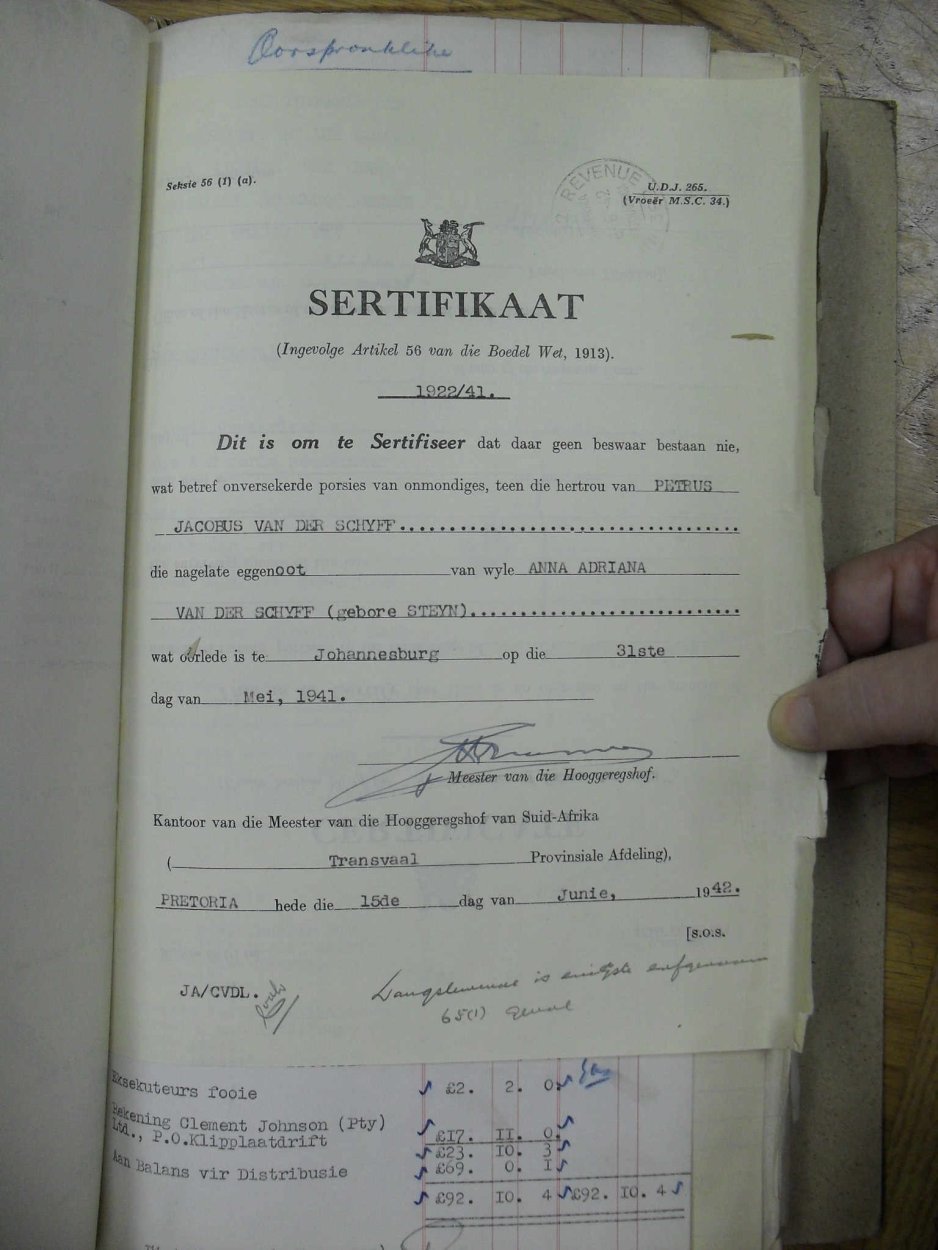 Oorspronklike
Seksie 56 (1) (a).
REVENUE
U.D.J. 265.
(Vroeër M.S.C. 34.)
SERTIFIKAAT
(Ingevolge Artikel 56 van die Boedel Wet, 1913).
1922/41.
Dit is om te Sertifiseer dat daar geen beswaar bestaan nie,
wat betref onversekerde porsies van onmondiges, teen die hertrou van PETRUS
JACOBUS VAN DER SCHYFF
die nagelate eggenoot van wyle ANNA ADRIANA
VAN DER SCHYFF (gebore STEYN)
wat oorlede is te Johannesburg op die 31ste
dag van Mei, 1941.
Meester van die Hooggeregshof.
Kantoor van die Meester van die Hooggeregshof van Suid-Afrika
( Transvaal Provinsiale Afdeling),
PRETORIA hede die 15de dag van Junie, 1942.
[s.o.s.
JA/CVDL.
Langslewende is enigste erfgenaam
65(1)
Eksekuteurs fooie £2. 2. 0.
Rekening Clement Johnson (Pty)
Ltd., P.O.Klipplaatdrift £17. 11. 0.
£23. 10. 3
Aan Balans vir Distribusie £69. 0. 1
£92. 10. 4 £92. 10. 4